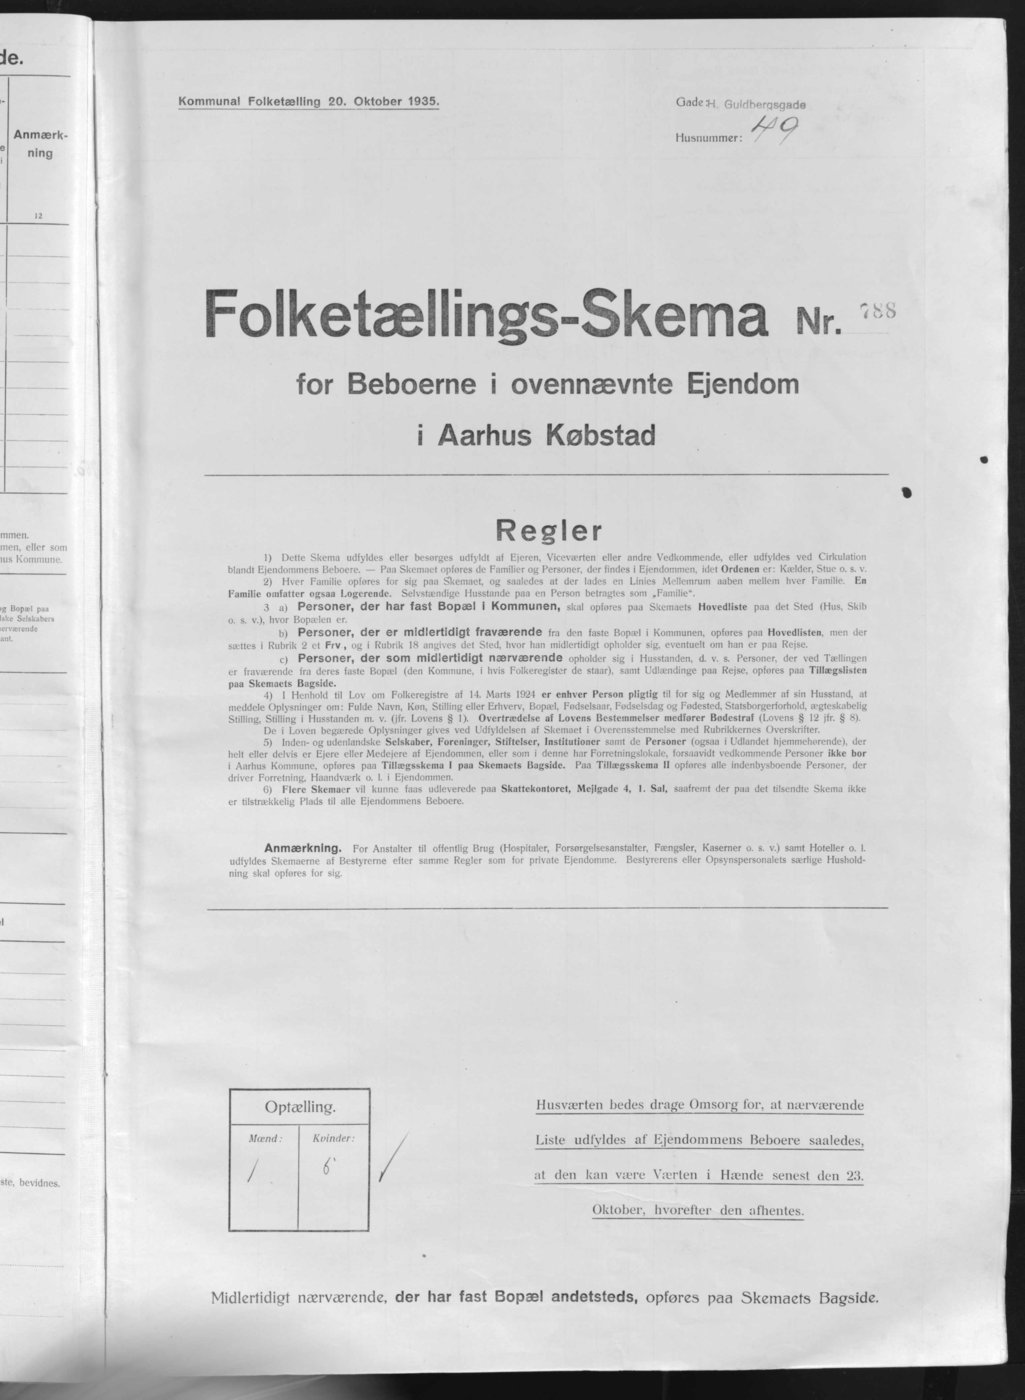 de.
Anmærk-
ning
12
ommen.
men, eller som
hus Kommune.
og Bopæl paa
lske Selskabers
ærværende
ant.
ste, bevidnes.
Kommunal Folketælling 20. Oktober 1935.
Gade: H. Guldbergsgade
Husnummer: 49
Folketællings-Skema Nr. 788
for Beboerne i ovennævnte Ejendom
i Aarhus Købstad
Regler
1) Dette Skema udfyldes eller besørges udfyldt af Ejeren, Viceværten eller andre Vedkommende, eller udfyldes ved Cirkulation
blandt Ejendommens Beboere. — Paa Skemaet opføres de Familier og Personer, der findes i Ejendommen, idet Ordenen er: Kælder, Stue o. s. v.
2) Hver Familie opføres for sig paa Skemaet, og saaledes at der lades en Linies Mellemrum aaben mellem hver Familie. En
Familie omfatter ogsaa Logerende. Selvstændige Husstande paa en Person betragtes som „Familie“.
3 a) Personer, der har fast Bopæl i Kommunen, skal opføres paa Skemaets Hovedliste paa det Sted (Hus, Skib
o. s. v.), hvor Bopælen er.
b) Personer, der er midlertidigt fraværende fra den faste Bopæl i Kommunen, opføres paa Hovedlisten, men der
sættes i Rubrik 2 et Frv, og i Rubrik 18 angives det Sted, hvor han midlertidigt opholder sig, eventuelt om han er paa Rejse.
c) Personer, der som midlertidigt nærværende opholder sig i Husstanden, d. v. s. Personer, der ved Tællingen
er fraværende fra deres faste Bopæl (den Kommune, i hvis Folkeregister de staar), samt Udlændinge paa Rejse, opføres paa Tillægslisten
paa Skemaets Bagside.
4) I Henhold til Lov om Folkeregistre af 14. Marts 1924 er enhver Person pligtig til for sig og Medlemmer af sin Husstand, at
meddele Oplysninger om: Fulde Navn, Køn, Stilling eller Erhverv, Bopæl, Fødselsaar, Fødselsdag og Fødested, Statsborgerforhold, ægteskabelig
Stilling, Stilling i Husstanden m. v. (jfr. Lovens § 1). Overtrædelse af Lovens Bestemmelser medfører Bødestraf (Lovens § 12 jfr. § 8).
De i Loven begærede Oplysninger gives ved Udfyldelsen af Skemaet i Overensstemmelse med Rubrikkernes Overskrifter.
5) Inden- og udenlandske Selskaber, Foreninger, Stiftelser, Institutioner samt de Personer (ogsaa i Udlandet hjemmehørende), der
helt eller delvis er Ejere eller Medejere af Ejendommen, eller som i denne har Forretningslokale, forsaavidt vedkommende Personer ikke bor
i Aarhus Kommune, opføres paa Tillægsskema I paa Skemaets Bagside. Paa Tillægsskema II opføres alle indenbysboende Personer, der
driver Forretning, Haandværk o. l. i Ejendommen.
6) Flere Skemaer vil kunne faas udleverede paa Skattekontoret, Mejlgade 4, 1. Sal, saafremt der paa det tilsendte Skema ikke
er tilstrækkelig Plads til alle Ejendommens Beboere.
Anmærkning. For Anstalter til offentlig Brug (Hospitaler, Forsørgelsesanstalter, Fængsler, Kaserner o. s. v.) samt Hoteller o. l.
udfyldes Skemaerne af Bestyrerne efter samme Regler som for private Ejendomme. Bestyrerens eller Opsynspersonalets særlige Hushold-
ning skal opføres for sig.
Optælling.
Mænd: Kvinder:
1 6
Husværten bedes drage Omsorg for, at nærværende
Liste udfyldes af Ejendommens Beboere saaledes,
at den kan være Værten i Hænde senest den 23.
Oktober, hvorefter den afhentes.
Midlertidigt nærværende, der har fast Bopæl andetsteds, opføres paa Skemaets Bagside.